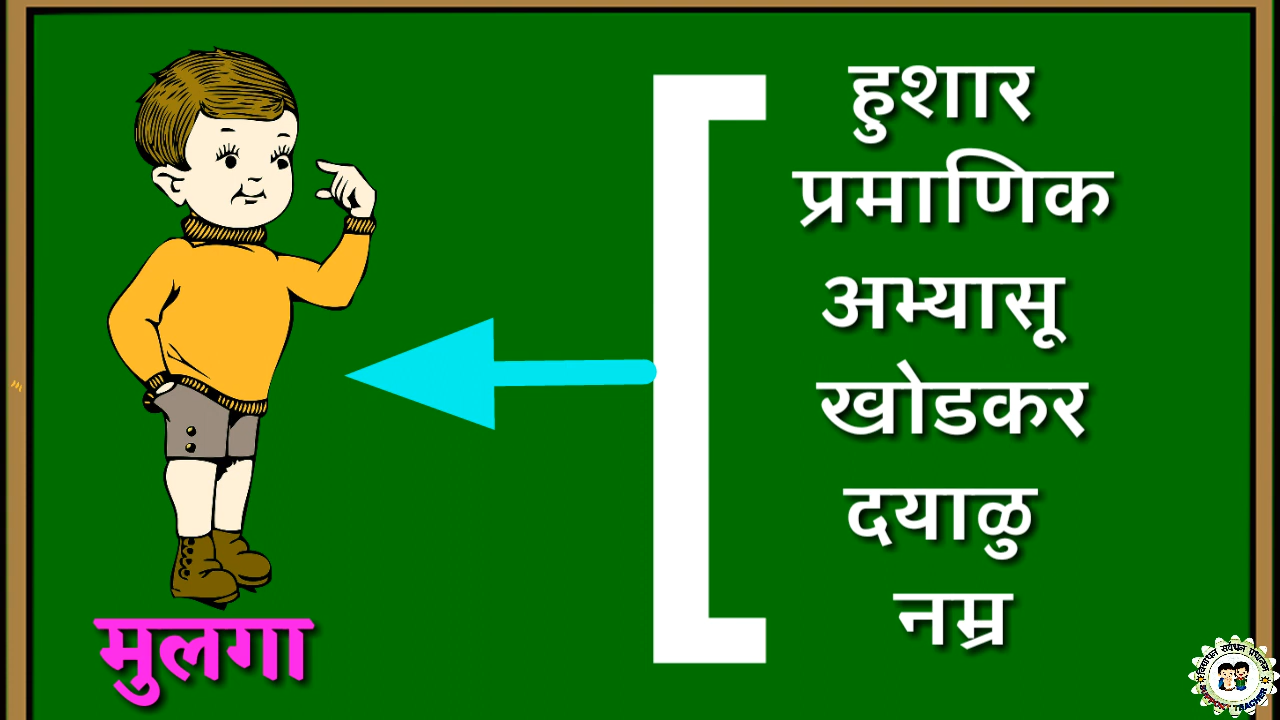 हुशार
प्रमाणिक
अभ्यासू
खोडकर
दयाळु
नम्र
मुलगा